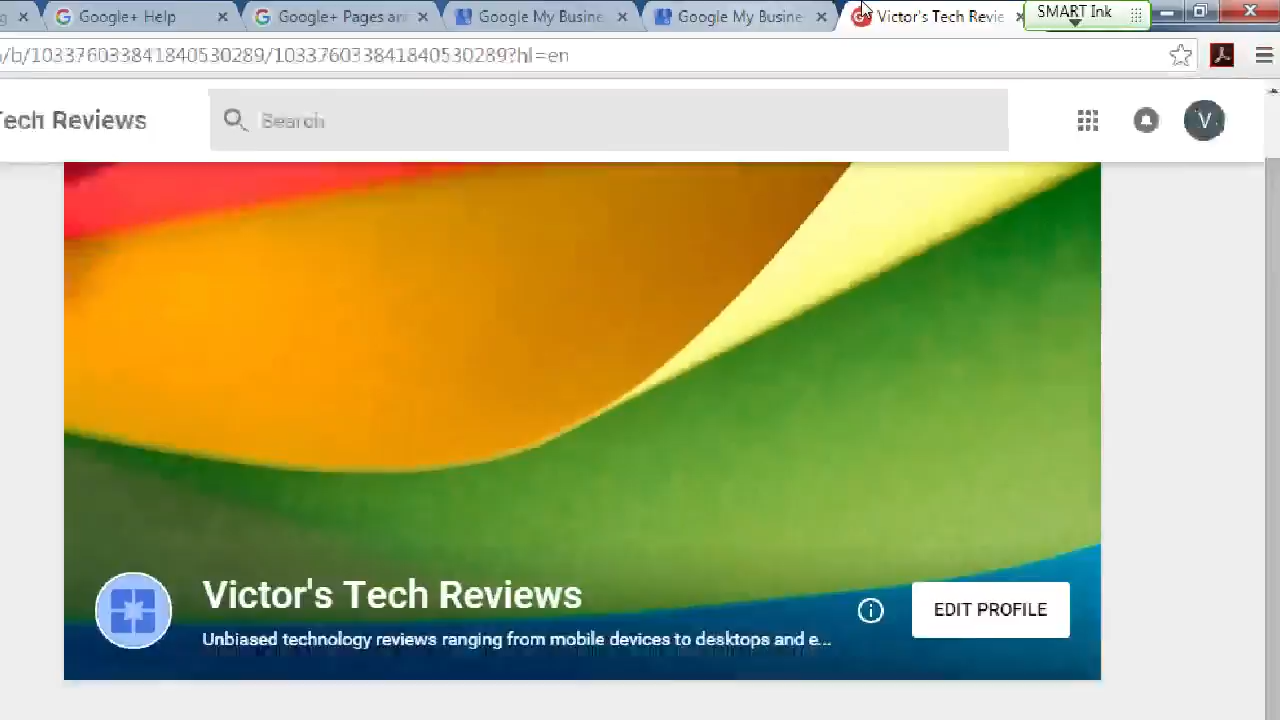 g
Google+ Help
Google+ Pages an
Google My Busine
Google My Busine
Victor's Tech Revie
SMART Ink
/b/103376033841840530289/103376033841840530289?hl=en
Tech Reviews
Search
V
Victor's Tech Reviews
Unbiased technology reviews ranging from mobile devices to desktops and e...
EDIT PROFILE